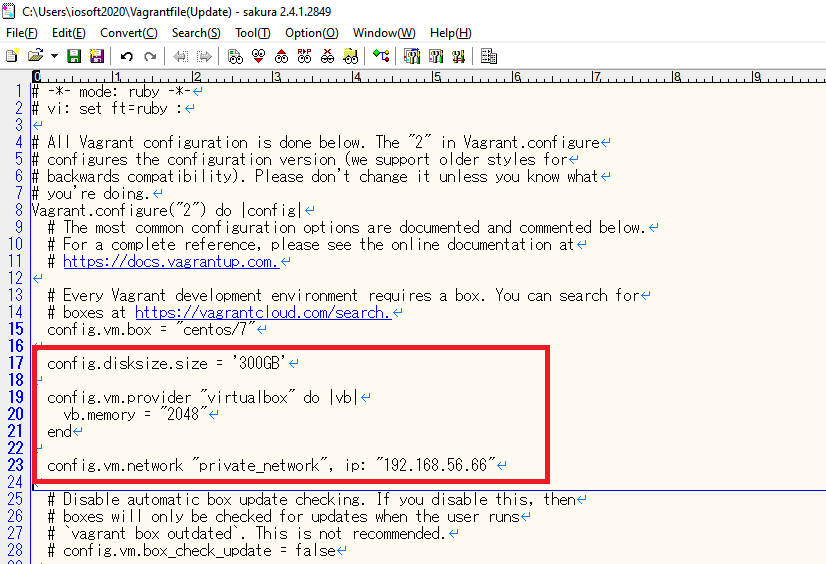 C:\Users\iosoft2020\Vagrantfile(Update) - sakura 2.4.1.2849
File(F) Edit(E) Convert(C) Search(S) Tool(T) Option(O) Window(W) Help(H)
0 1 2 3 4 5 6 7 8 9
1 # -*- mode: ruby -*-
2 # vi: set ft=ruby :
3
4 # All Vagrant configuration is done below. The "2" in Vagrant.configure
5 # configures the configuration version (we support older styles for
6 # backwards compatibility). Please don't change it unless you know what
7 # you're doing.
8 Vagrant.configure("2") do |config|
9 # The most common configuration options are documented and commented below.
10 # For a complete reference, please see the online documentation at
11 # https://docs.vagrantup.com.
12
13 # Every Vagrant development environment requires a box. You can search for
14 # boxes at https://vagrantcloud.com/search.
15 config.vm.box = "centos/7"
16
17 config.disksize.size = '300GB'
18
19 config.vm.provider "virtualbox" do |vb|
20 vb.memory = "2048"
21 end
22
23 config.vm.network "private_network", ip: "192.168.56.66"
24
25 # Disable automatic box update checking. If you disable this, then
26 # boxes will only be checked for updates when the user runs
27 # `vagrant box outdated`. This is not recommended.
28 # config.vm.box_check_update = false